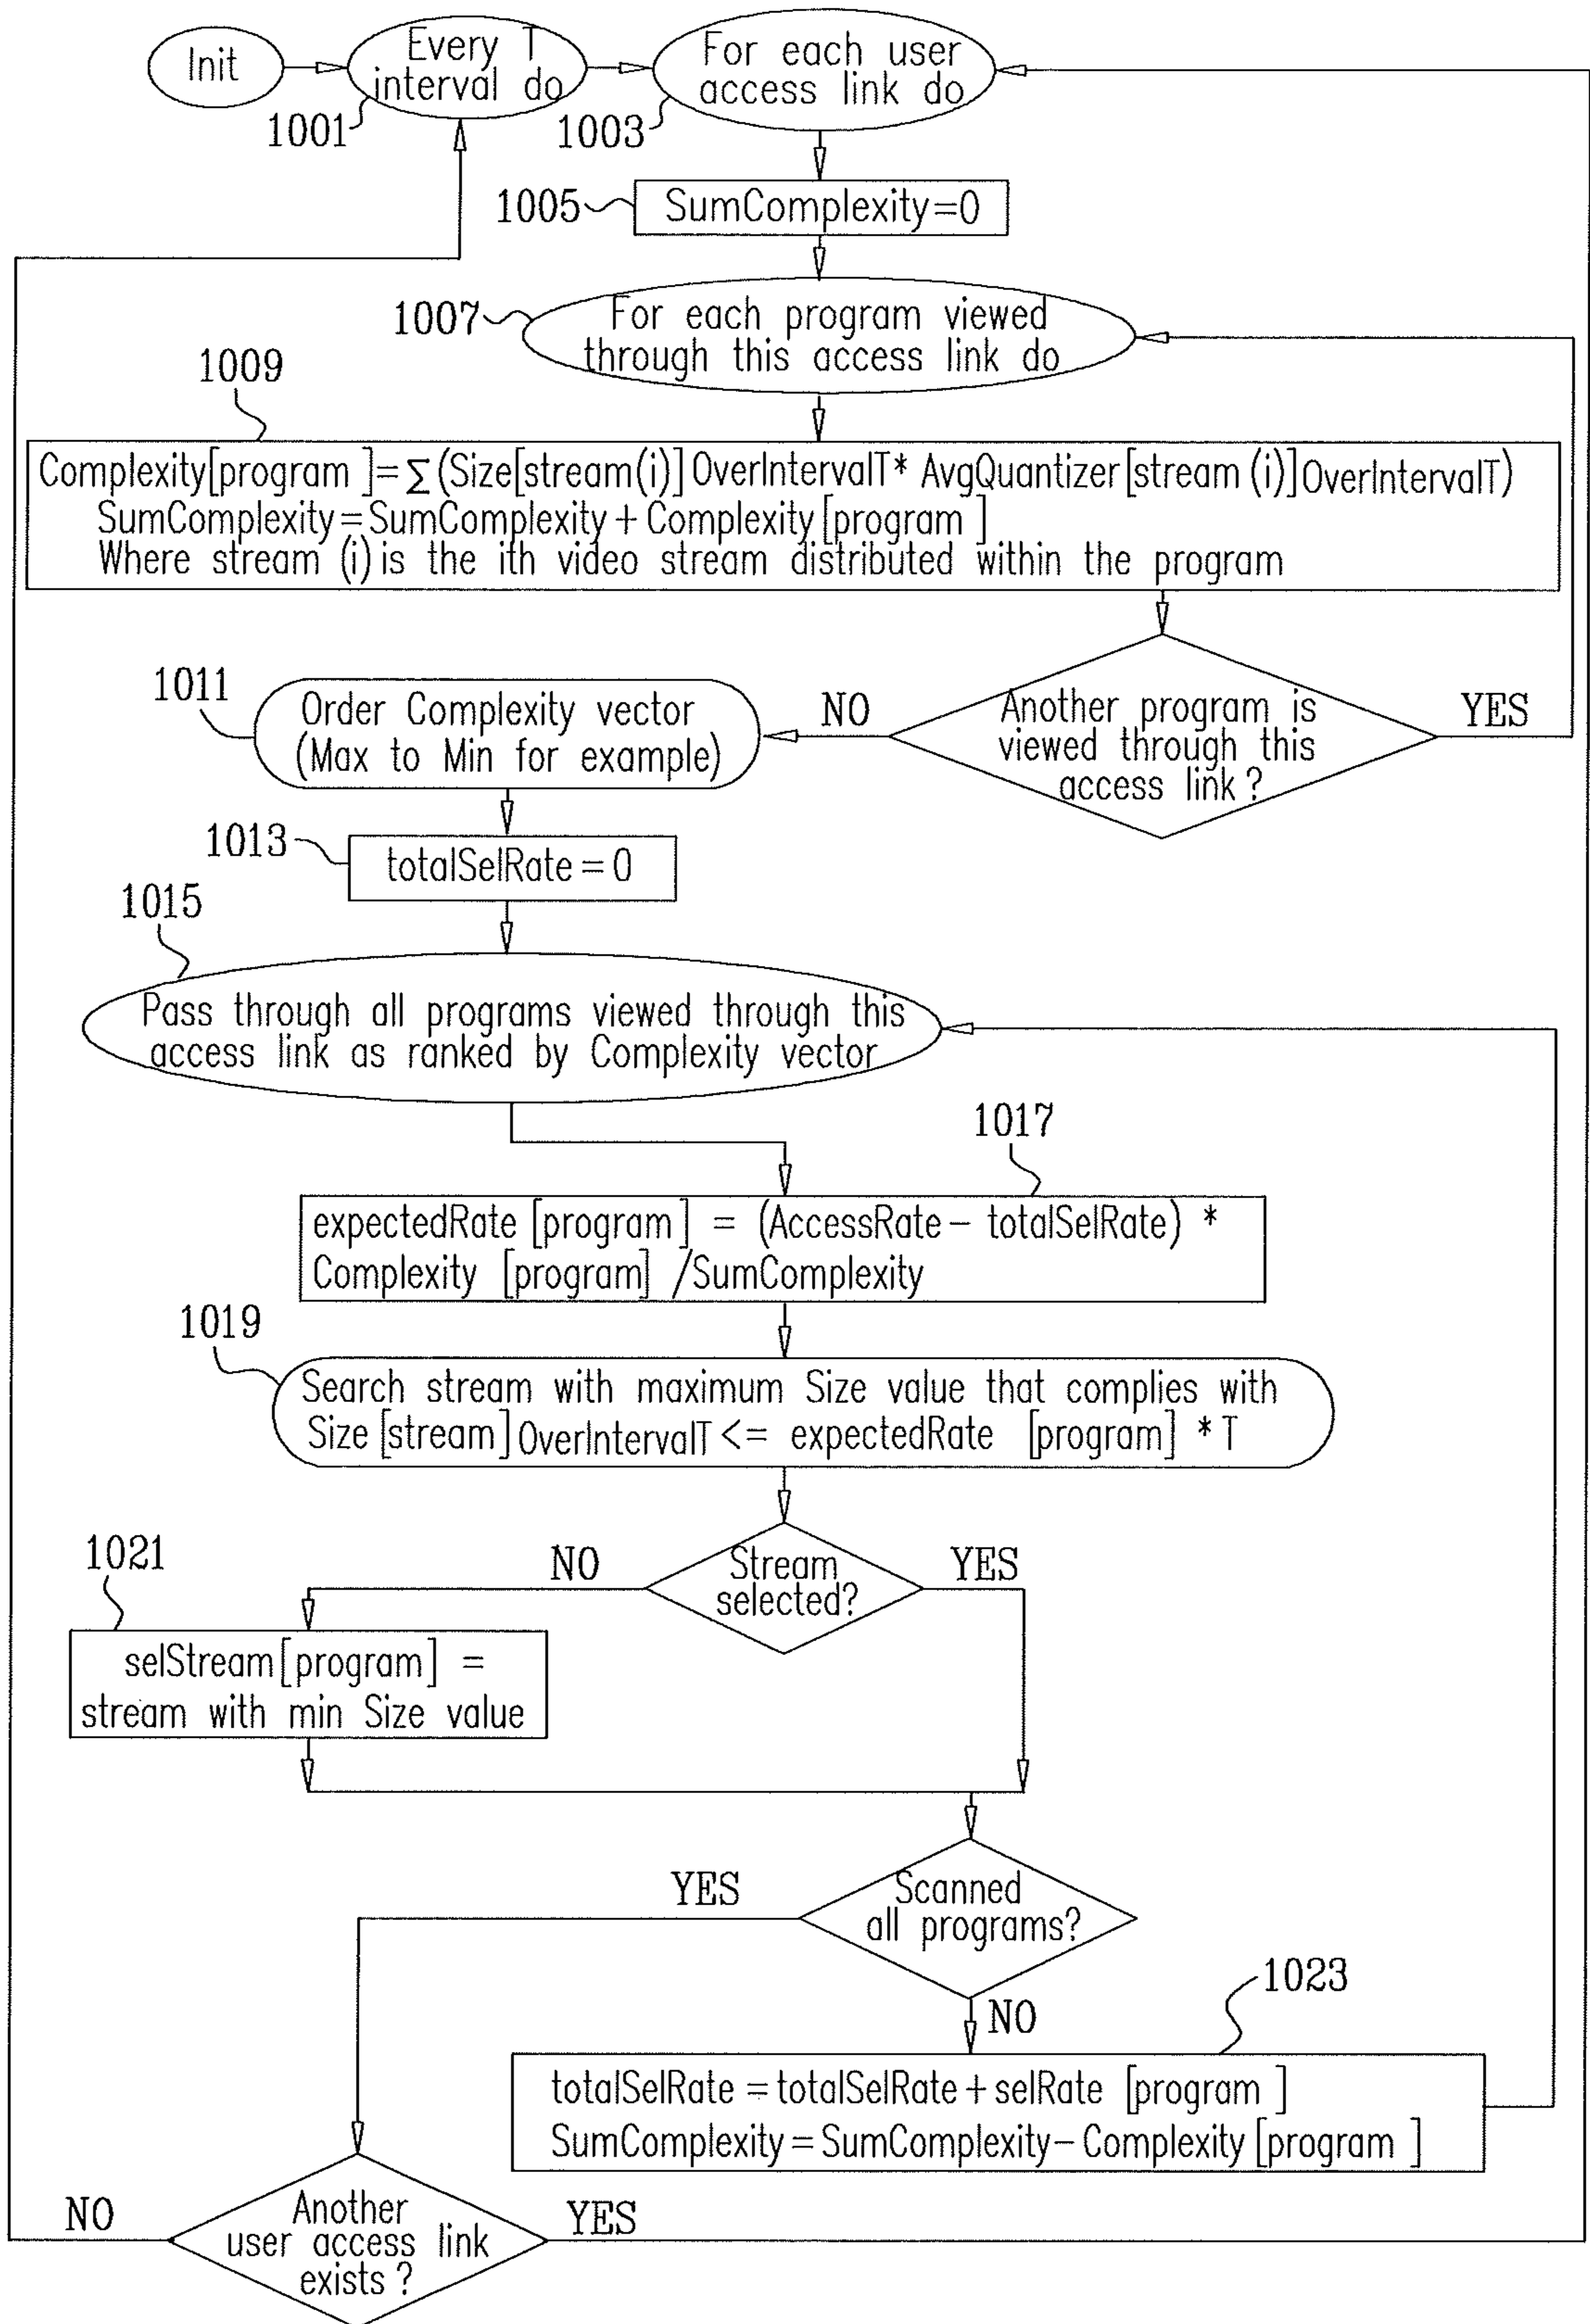 Init
Every T
interval do
1001
For each user
access link do
1003
1005
SumComplexity=0
1007
For each program viewed
through this access link do
1009
Complexity[program]=∑(Size[stream(i)]OverIntervalT* AvgQuantizer[stream (i)]OverIntervalT)
SumComplexity=SumComplexity+Complexity[program]
Where stream (i) is the ith video stream distributed within the program
1011
Order Complexity vector
(Max to Min for example)
NO
Another program is
viewed through this
access link?
YES
1013
totalSelRate=0
1015
Pass through all programs viewed through this
access link as ranked by Complexity vector
1017
expectedRate [program] = (AccessRate- totalSelRate) *
Complexity [program] /SumComplexity
1019
Search stream with maximum Size value that complies with
Size[stream]OverIntervalT <= expectedRate [program] *T
1021
NO
Stream
selected?
YES
selStream[program] =
stream with min Size value
YES
Scanned
all programs?
1023
NO
totalSelRate=totalSelRate+selRate [program]
SumComplexity=SumComplexity-Complexity[program]
NO
Another
user access link
exists?
YES